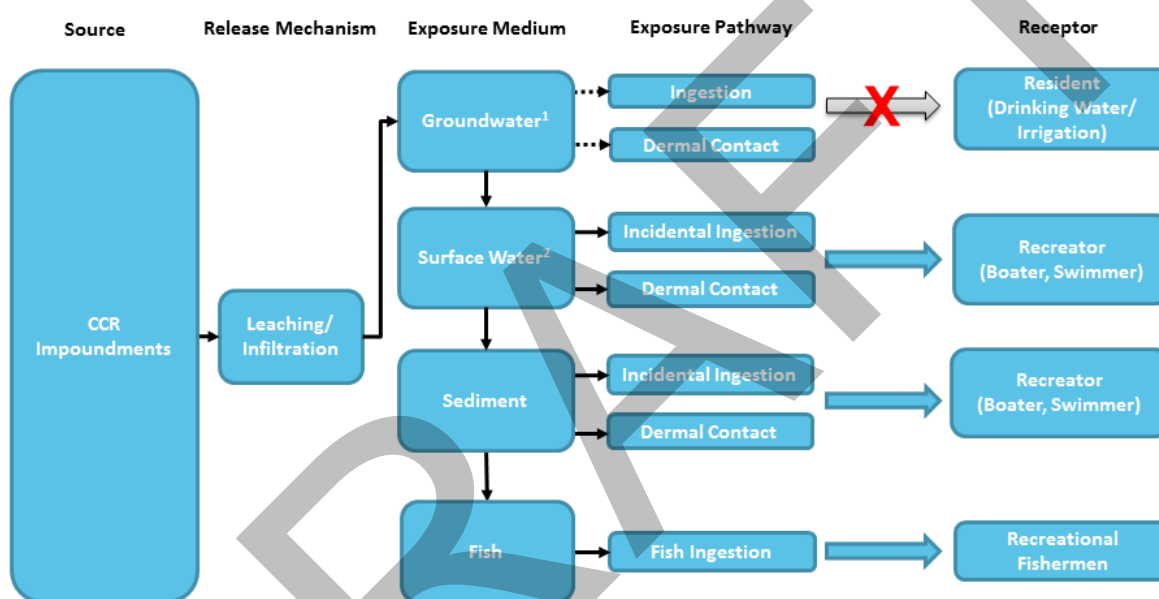 Source
Release Mechanism
Exposure Medium
Exposure Pathway
Receptor
CCR
Impoundments
Leaching/
Infiltration
Groundwater1
Ingestion
Dermal Contact
X
Resident
(Drinking Water/
Irrigation)
Surface Water2
Incidental Ingestion
Dermal Contact
Recreator
(Boater, Swimmer)
Sediment
Incidental Ingestion
Dermal Contact
Recreator
(Boater, Swimmer)
Fish
Fish Ingestion
Recreational
Fishermen
DRAFT